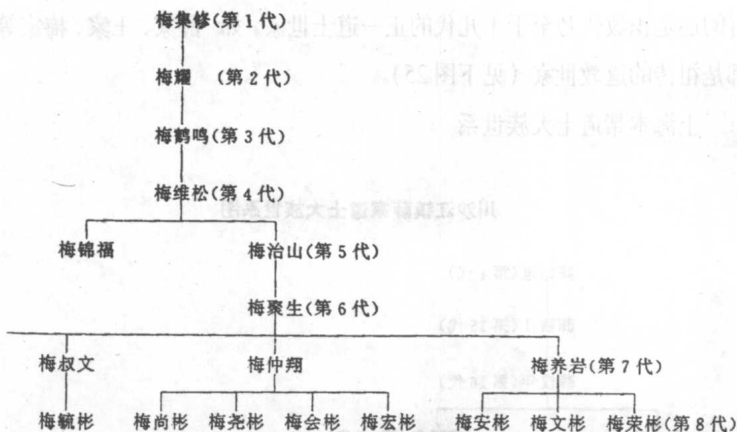 梅集修(第1代)
梅耀 (第2代)
梅鹤鸣(第3代)
梅维松(第4代)
梅锦福 梅治山(第5代)
梅聚生(第6代)
梅叔文 梅仲翔 梅养岩(第7代)
梅毓彬 梅尚彬 梅尧彬 梅会彬 梅宏彬 梅安彬 梅文彬 梅荣彬(第8代)